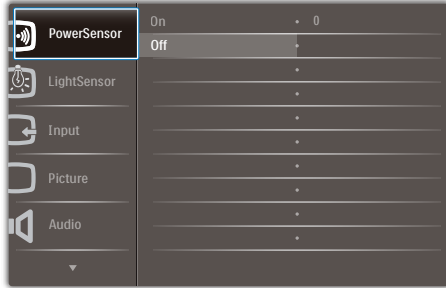 PowerSensor
On • 0
Off •
LightSensor
•
•
Input
•
•
Picture
•
•
Audio
•
▼